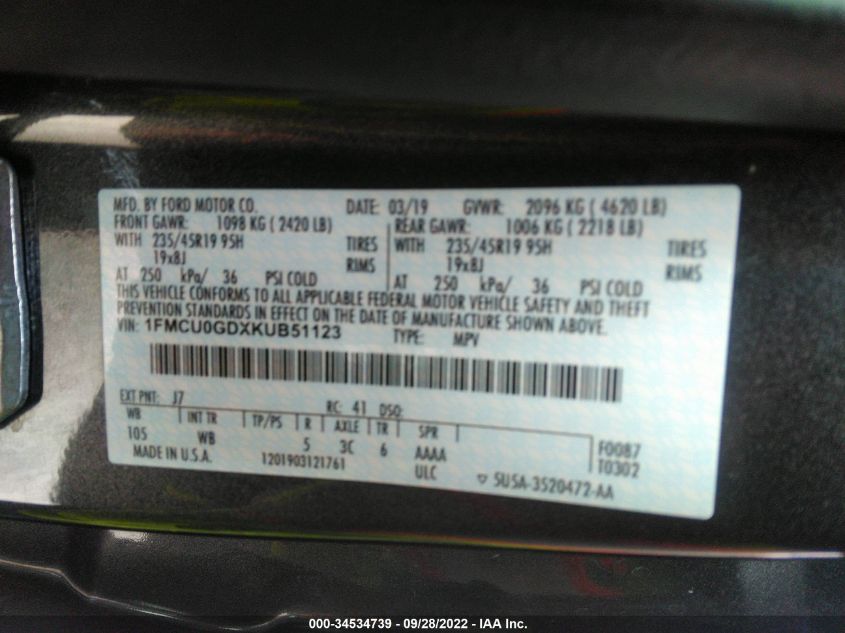 MFD. BY FORD MOTOR CO. DATE: 03/19 GVWR: 2096 KG ( 4620 LB)
FRONT GAWR: 1098 KG ( 2420 LB) REAR GAWR: 1006 KG ( 2218 LB)
WITH 235/45R19 95H TIRES WITH 235/45R19 95H TIRES
19x8J RIMS 19x8J RIMS
AT 250 kPa/ 36 PSI COLD AT 250 kPa/ 36 PSI COLD
THIS VEHICLE CONFORMS TO ALL APPLICABLE FEDERAL MOTOR VEHICLE SAFETY AND THEFT
PREVENTION STANDARDS IN EFFECT ON THE DATE OF MANUFACTURE SHOWN ABOVE.
VIN: 1FMCU0GDXKUB51123 TYPE: MPV
EXT PNT: J7 RC: 41 DSO:
WB INT TR TP/PS R AXLE TR SPR
105 WB 5 3C 6 AAAA F0087
MADE IN U.S.A. 1201903121761 ULC T0302
5U5A-3520472-AA
000-34534739 - 09/28/2022 - IAA Inc.